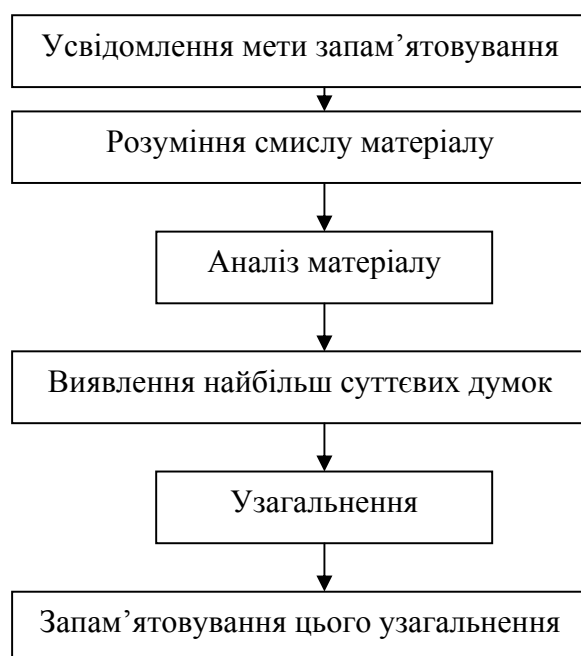 Усвідомлення мети запам’ятовування
Розуміння смислу матеріалу
Аналіз матеріалу
Виявлення найбільш суттєвих думок
Узагальнення
Запам’ятовування цього узагальнення